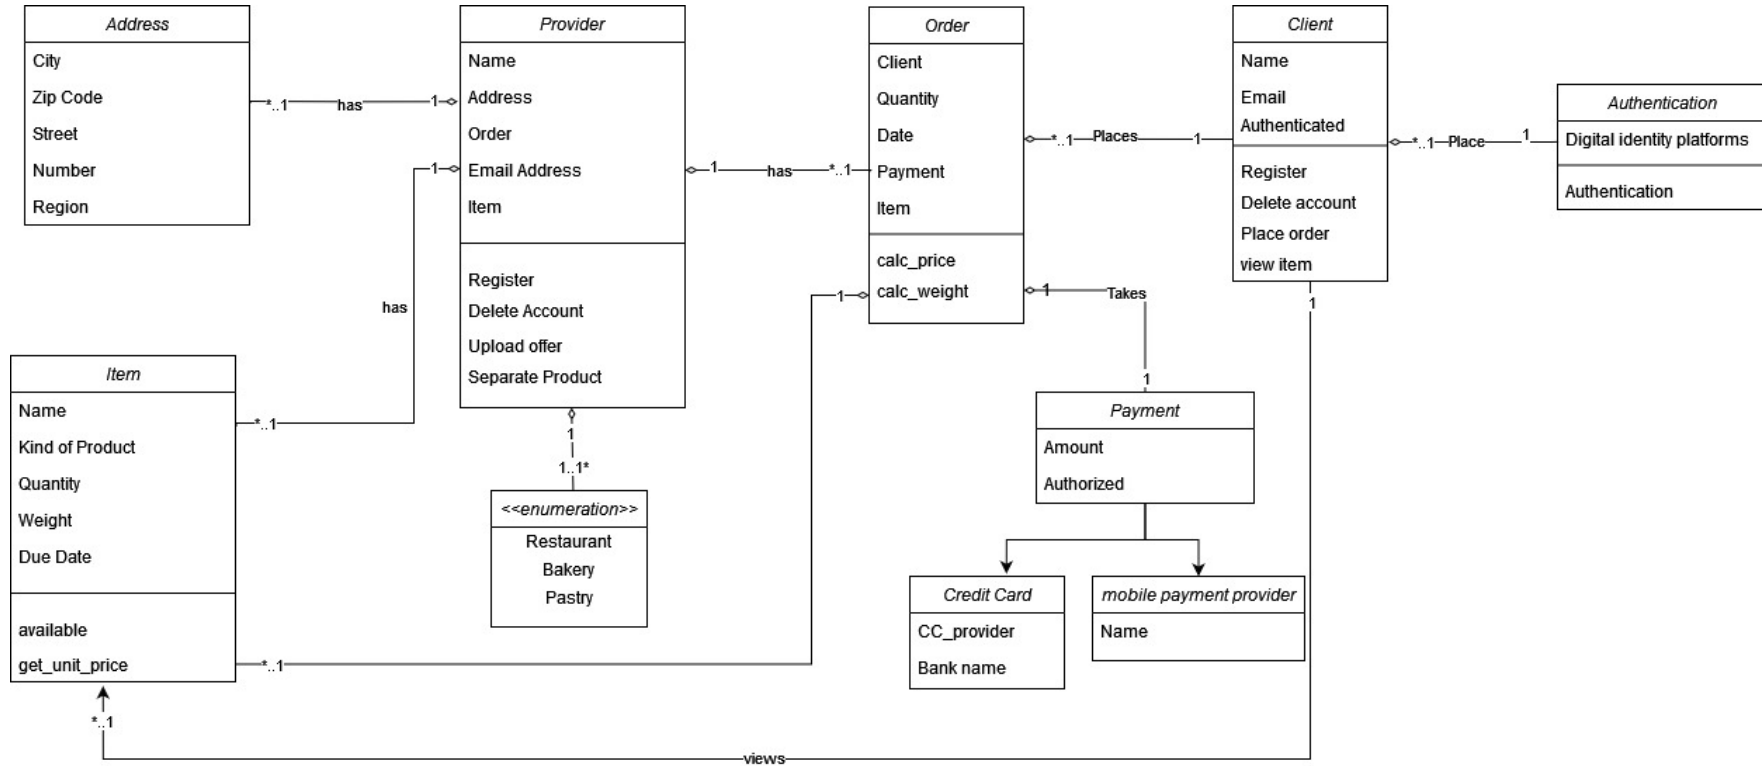 Address
City
Zip Code
Street
Number
Region
*..1
has
1
Provider
Name
Address
Order
Email Address
Item
Register
Delete Account
Upload offer
Separate Product
1
has
*..1
Order
Client
Quantity
Date
Payment
Item
calc_price
calc_weight
*..1
Places
1
Client
Name
Email
Authenticated
Register
Delete account
Place order
view item
*..1
Place
1
Authentication
Digital identity platforms
Authentication
1
has
*..1
Item
Name
Kind of Product
Quantity
Weight
Due Date
available
get_unit_price
1
1..1*
<<enumeration>>
Restaurant
Bakery
Pastry
1
*..1
1
Takes
1
Payment
Amount
Authorized
Credit Card
CC_provider
Bank name
mobile payment provider
Name
1
views
*..1